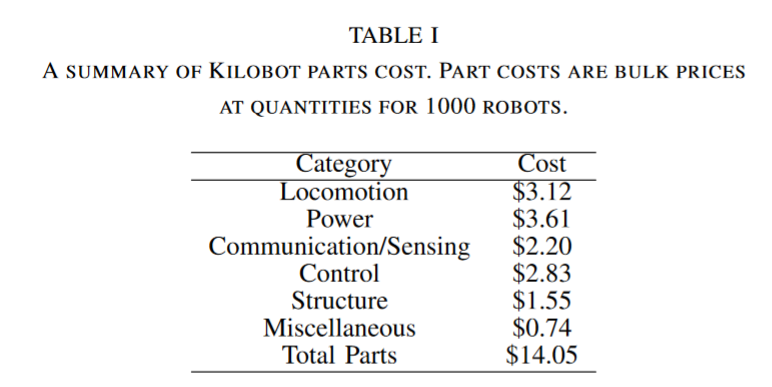 TABLE I
A SUMMARY OF KILOBOT PARTS COST. PART COSTS ARE BULK PRICES
AT QUANTITIES FOR 1000 ROBOTS.
Category Cost
Locomotion $3.12
Power $3.61
Communication/Sensing $2.20
Control $2.83
Structure $1.55
Miscellaneous $0.74
Total Parts $14.05